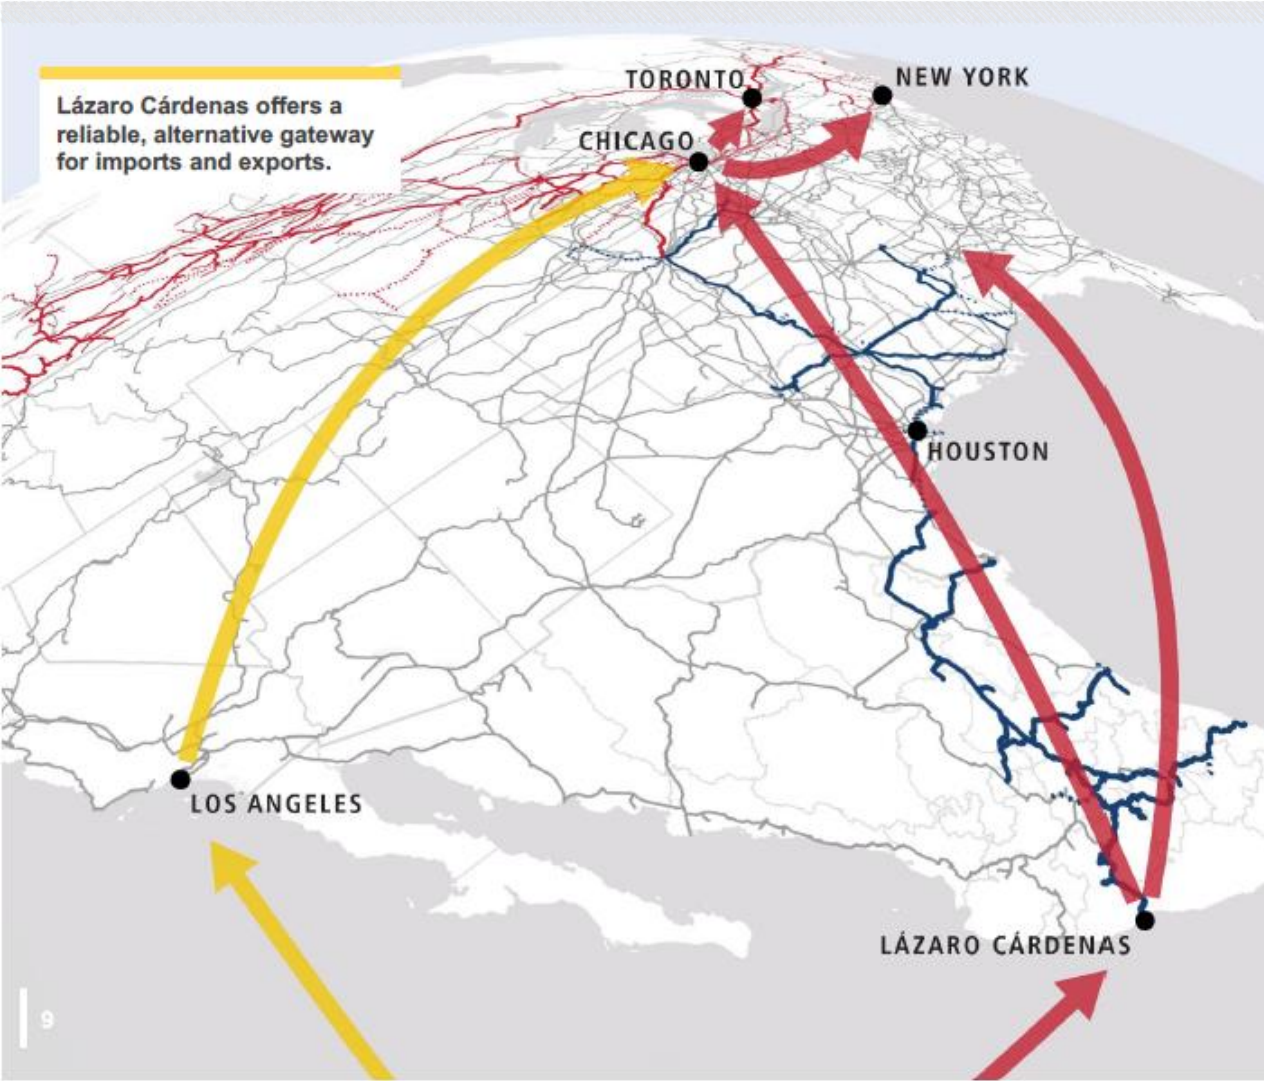 TORONTO
NEW YORK
Lázaro Cárdenas offers a
reliable, alternative gateway
for imports and exports.
CHICAGO
HOUSTON
LOS ANGELES
LÁZARO CÁRDENAS
9